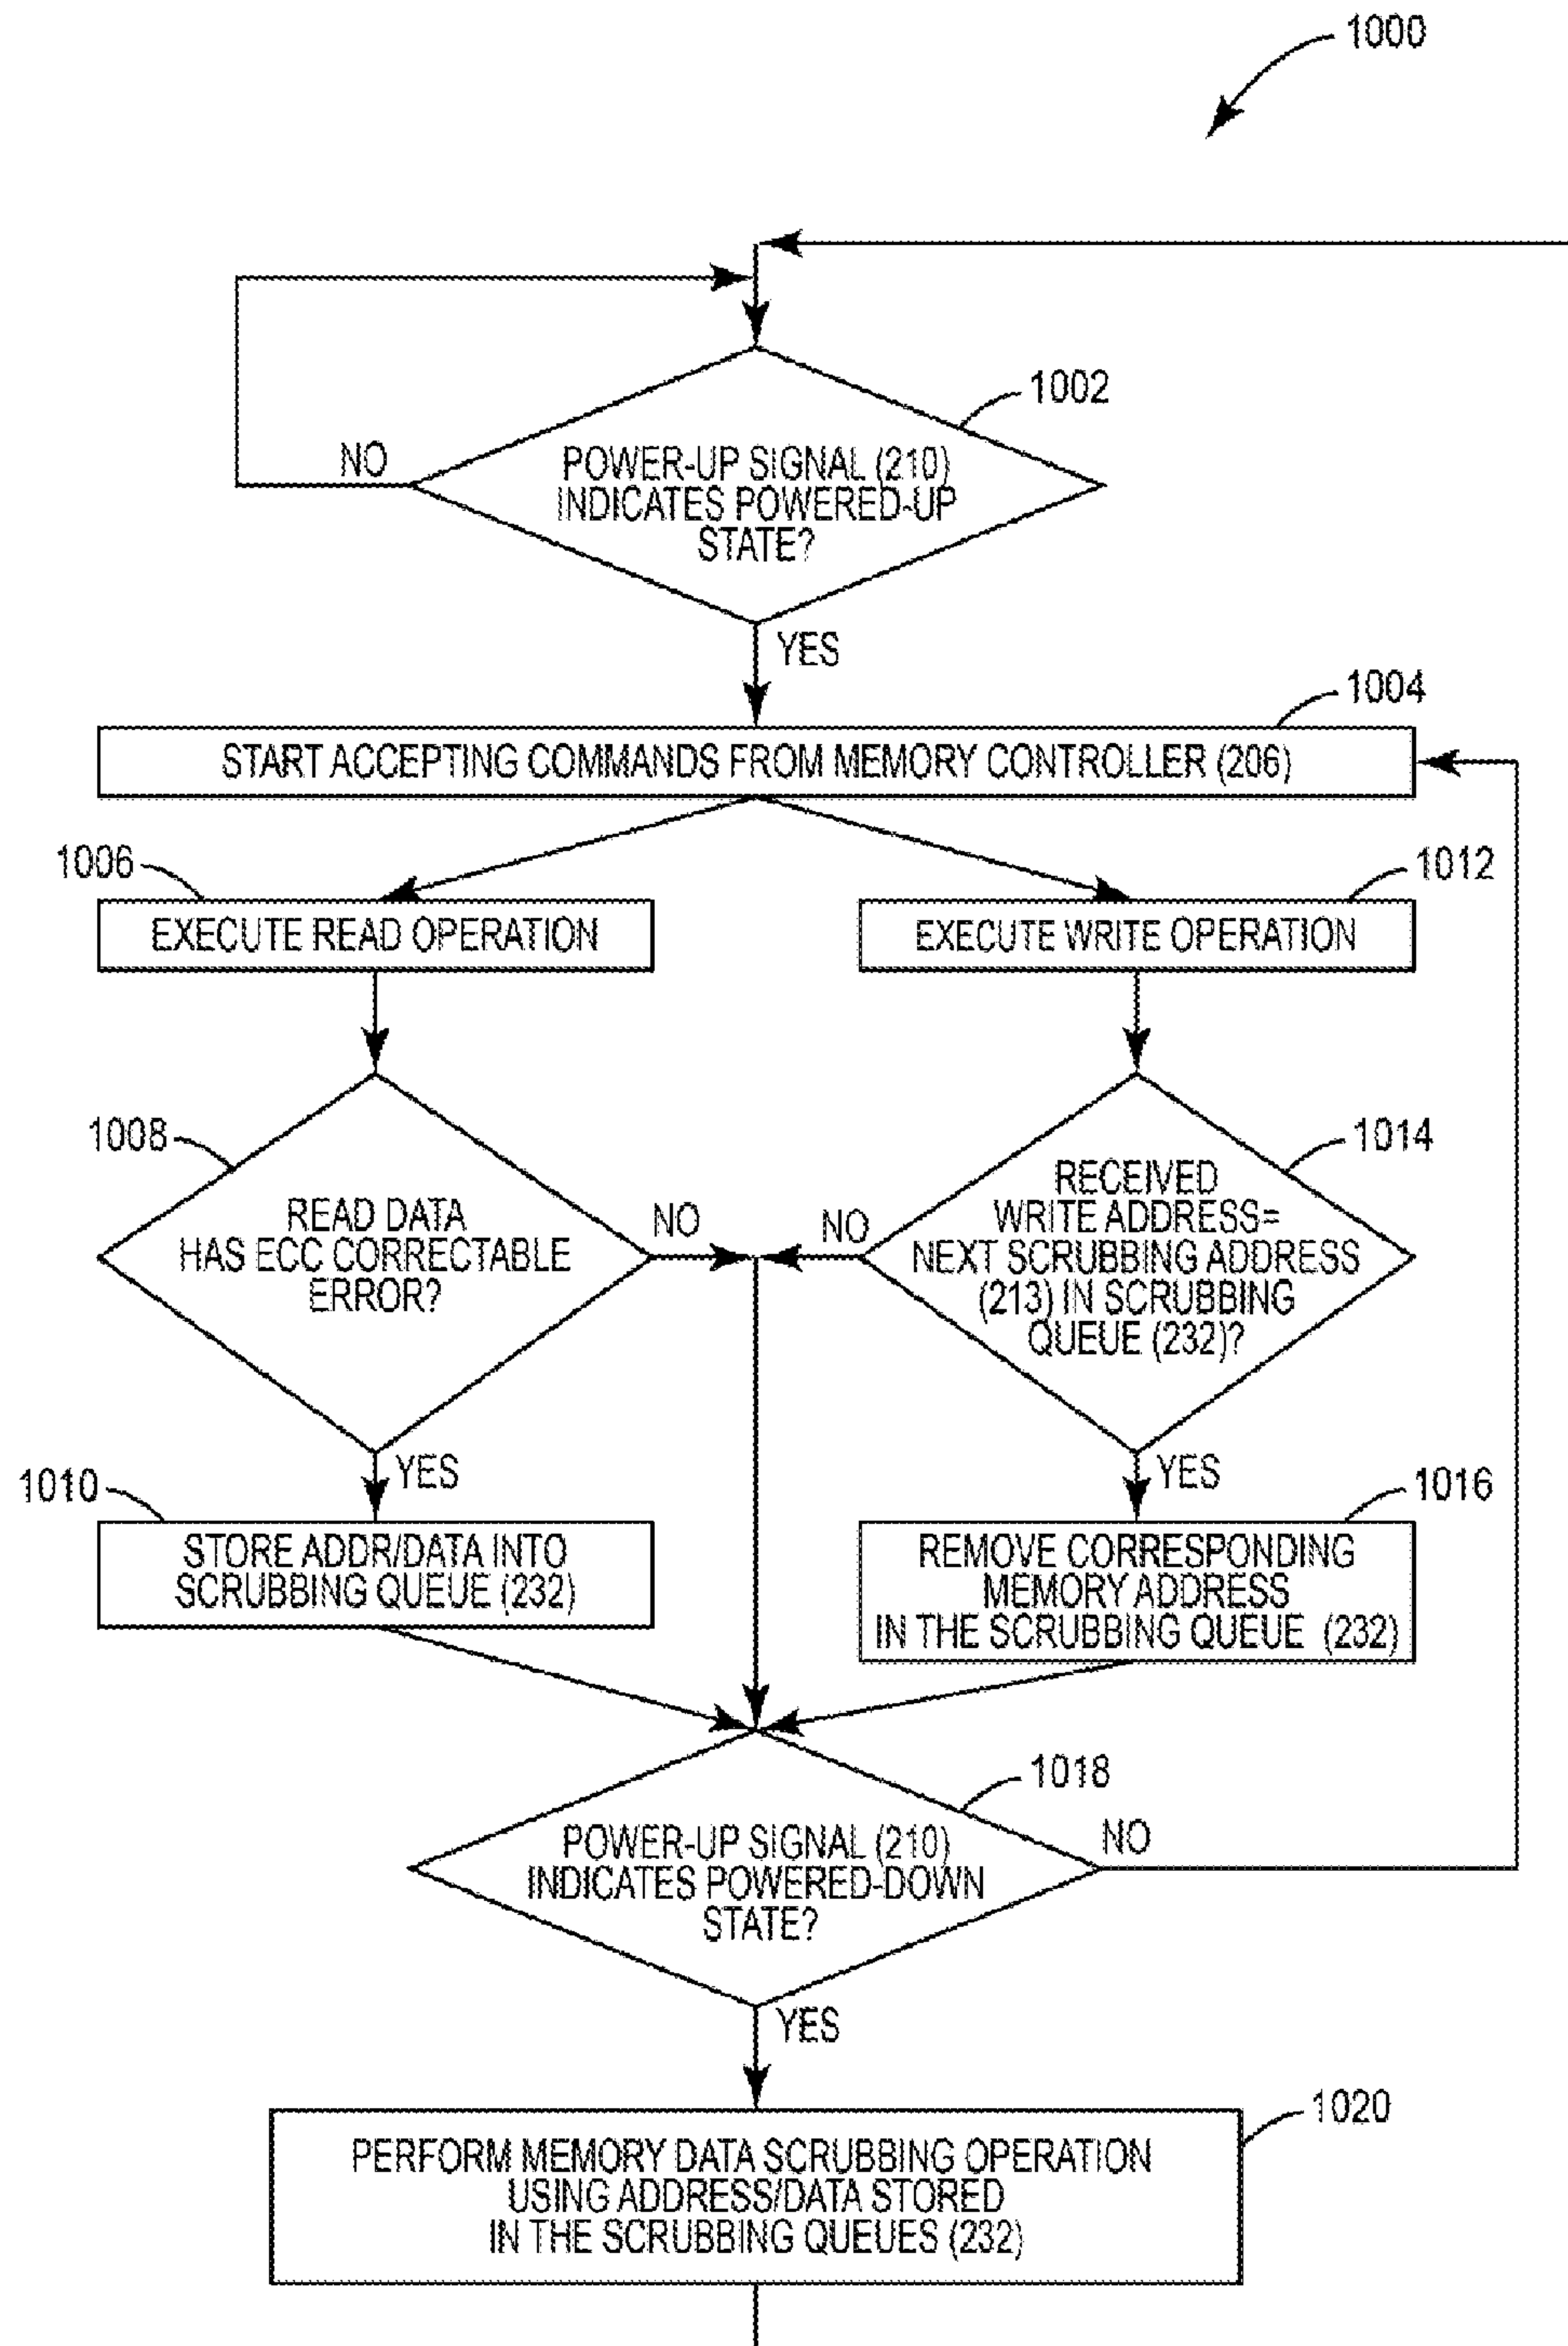 1000
1002
NO
POWER-UP SIGNAL (210)
INDICATES POWERED-UP
STATE?
YES
1004
START ACCEPTING COMMANDS FROM MEMORY CONTROLLER (206)
1006
1012
EXECUTE READ OPERATION
EXECUTE WRITE OPERATION
1008
READ DATA
HAS ECC CORRECTABLE
ERROR?
NO
NO
1014
RECEIVED
WRITE ADDRESS=
NEXT SCRUBBING ADDRESS
(213) IN SCRUBBING
QUEUE (232)?
YES
YES
1010
STORE ADDR/DATA INTO
SCRUBBING QUEUE (232)
1016
REMOVE CORRESPONDING
MEMORY ADDRESS
IN THE SCRUBBING QUEUE (232)
1018
POWER-UP SIGNAL (210)
INDICATES POWERED-DOWN
STATE?
NO
YES
1020
PERFORM MEMORY DATA SCRUBBING OPERATION
USING ADDRESS/DATA STORED
IN THE SCRUBBING QUEUES (232)